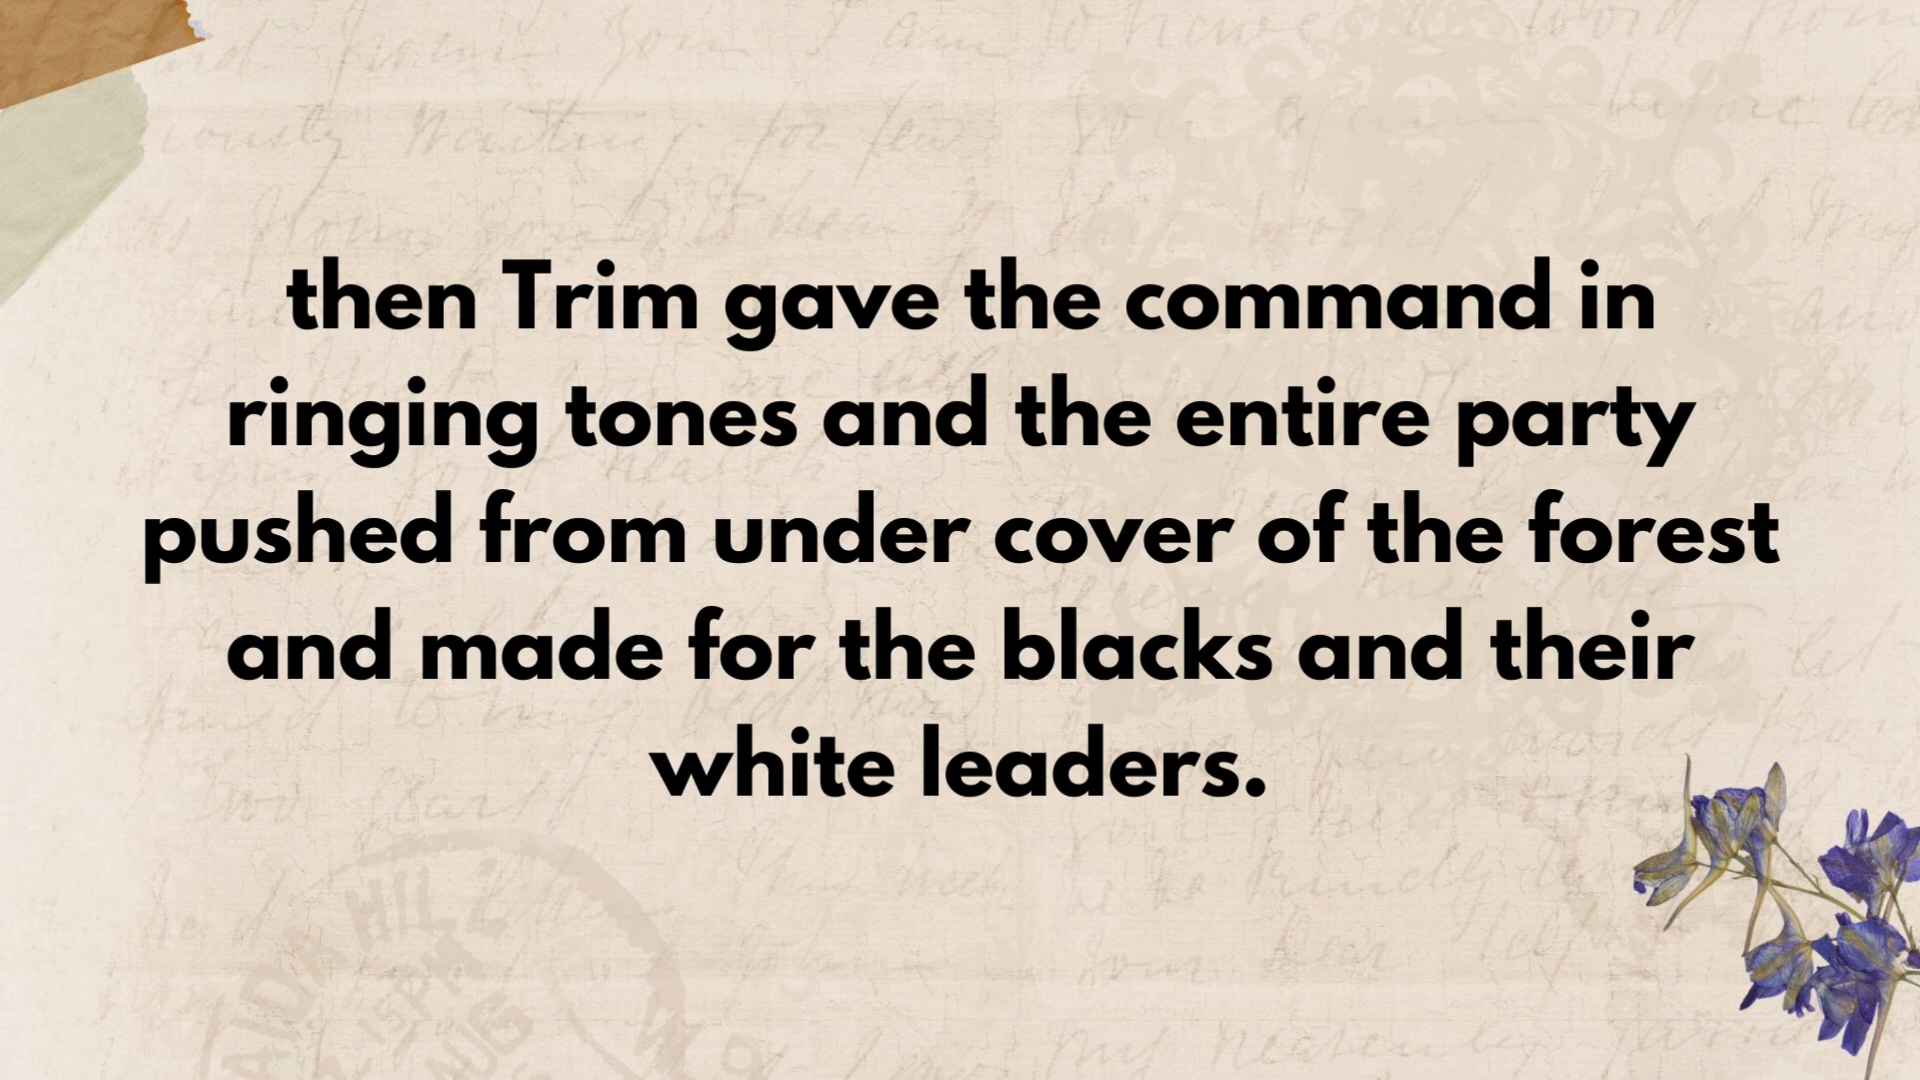 then Trim gave the command in
ringing tones and the entire party
pushed from under cover of the forest
and made for the blacks and their
white leaders.